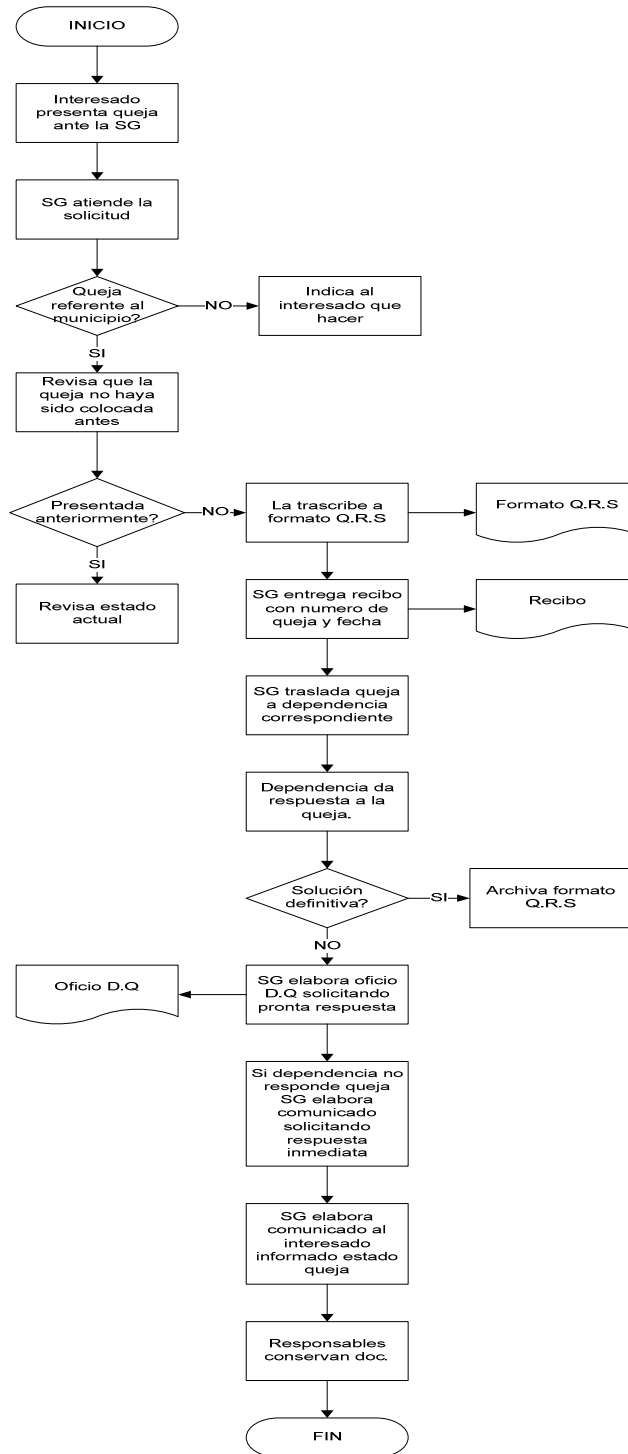 INICIO
Interesado
presenta queja
ante la SG
SG atiende la
solicitud
Queja
referente al
municipio?
NO
Indica al
interesado que
hacer
SI
Revisa que la
queja no haya
sido colocada
antes
Presentada
anteriormente?
NO
La trascribe a
formato Q.R.S
Formato Q.R.S
SI
Revisa estado
actual
SG entrega recibo
con numero de
queja y fecha
Recibo
SG traslada queja
a dependencia
correspondiente
Dependencia da
respuesta a la
queja.
Solución
definitiva?
SI
Archiva formato
Q.R.S
NO
Oficio D.Q
SG elabora oficio
D.Q solicitando
pronta respuesta
Si dependencia no
responde queja
SG elabora
comunicado
solicitando
respuesta
inmediata
SG elabora
comunicado al
interesado
informado estado
queja
Responsables
conservan doc.
FIN